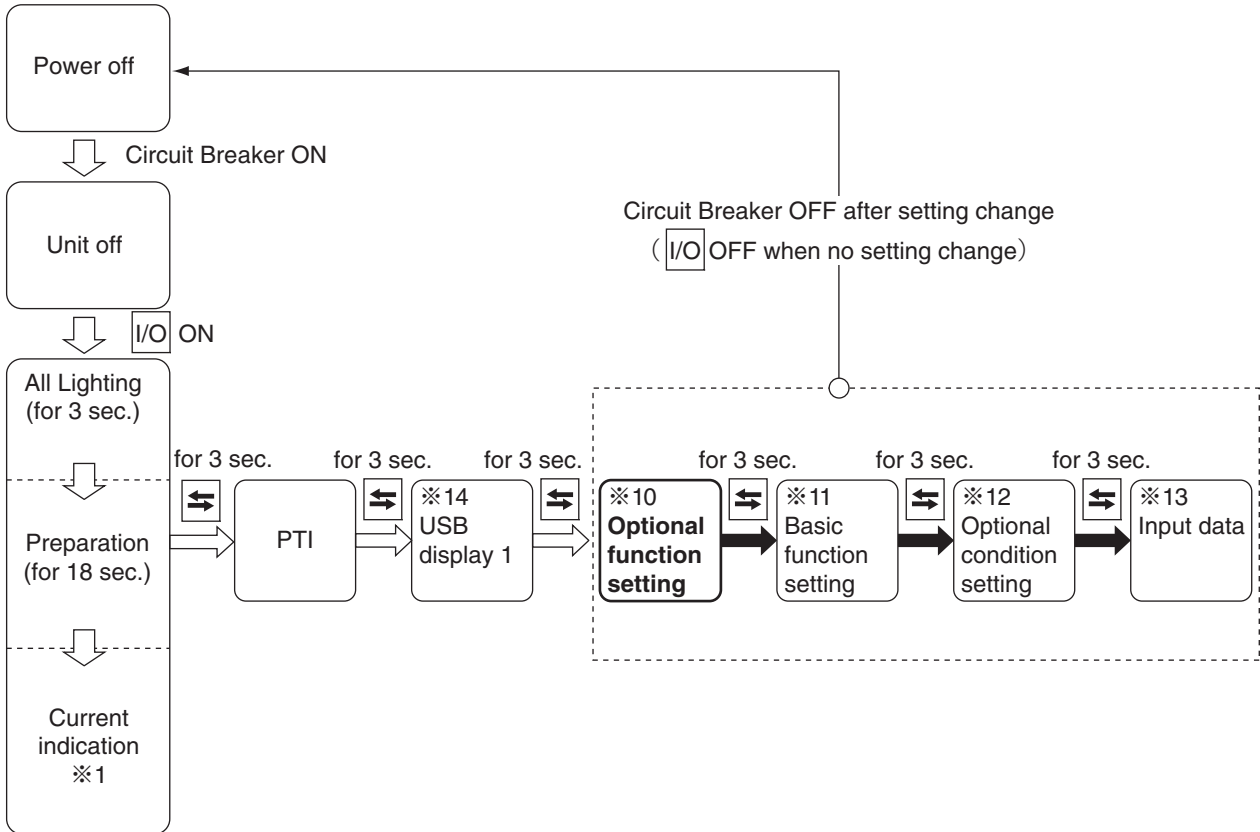 Power off
Circuit Breaker ON
Unit off
I/O ON
Circuit Breaker OFF after setting change
( I/O OFF when no setting change)
All Lighting
(for 3 sec.)
Preparation
(for 18 sec.)
Current
indication
※1
for 3 sec.
PTI
for 3 sec.
※14
USB
display 1
for 3 sec.
※10
Optional
function
setting
for 3 sec.
※11
Basic
function
setting
for 3 sec.
※12
Optional
condition
setting
for 3 sec.
※13
Input data